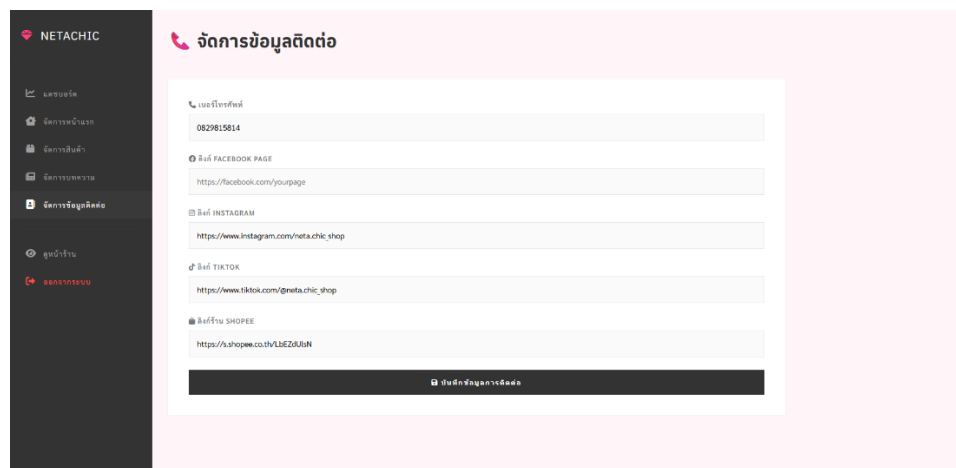 NETACHIC
แดชบอร์ด
จัดการหน้าแรก
จัดการสินค้า
จัดการบทความ
จัดการข้อมูลติดต่อ
ดูหน้าร้าน
ออกจากระบบ
จัดการข้อมูลติดต่อ
เบอร์โทรศัพท์
0829815814
ลิงก์ FACEBOOK PAGE
https://facebook.com/yourpage
ลิงก์ INSTAGRAM
https://www.instagram.com/neta.chic_shop
ลิงก์ TIKTOK
https://www.tiktok.com/@neta.chic_shop
ลิงก์ร้าน SHOPEE
https://s.shopee.co.th/LbEZdUlsN
บันทึกข้อมูลการติดต่อ